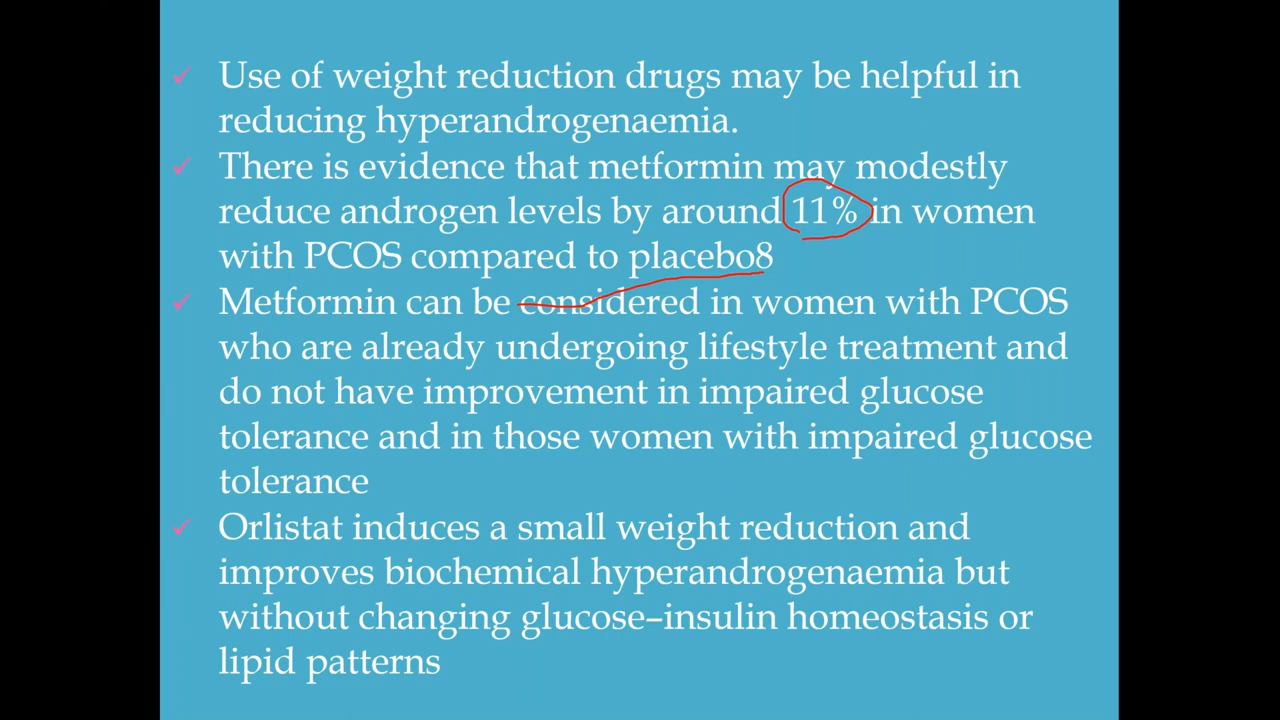 Use of weight reduction drugs may be helpful in
reducing hyperandrogenaemia.
There is evidence that metformin may modestly
reduce androgen levels by around 11% in women
with PCOS compared to placebo8
Metformin can be considered in women with PCOS
who are already undergoing lifestyle treatment and
do not have improvement in impaired glucose
tolerance and in those women with impaired glucose
tolerance
Orlistat induces a small weight reduction and
improves biochemical hyperandrogenaemia but
without changing glucose–insulin homeostasis or
lipid patterns